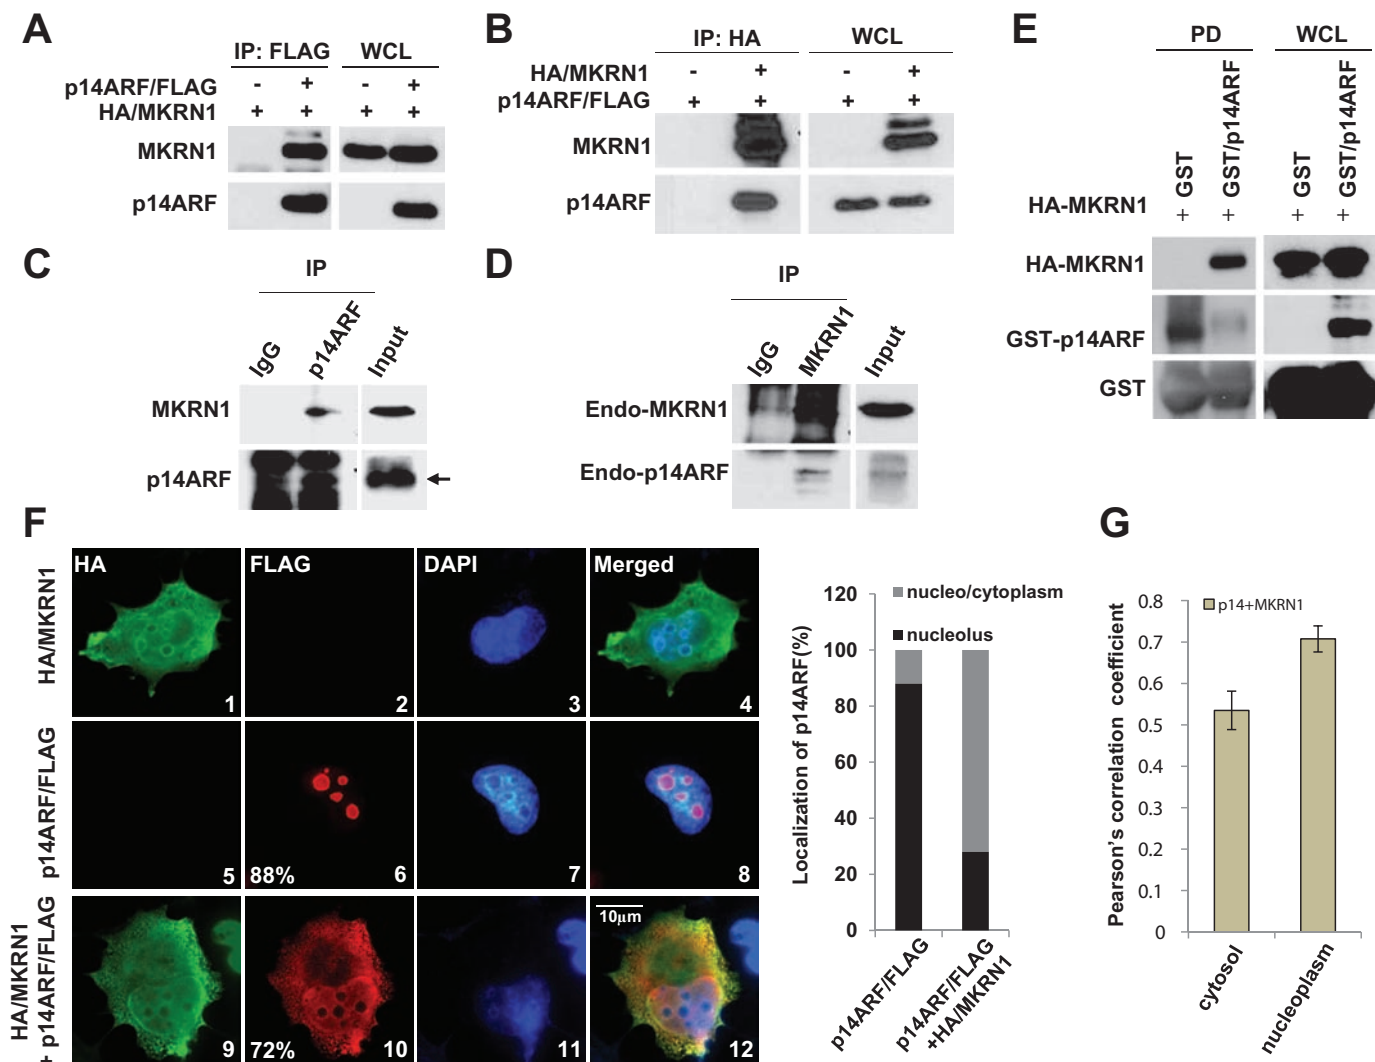 A
IP: FLAG WCL
p14ARF/FLAG - + - +
HA/MKRN1 + + + +
MKRN1
p14ARF
B
IP: HA WCL
HA/MKRN1 - + - +
p14ARF/FLAG + + + +
MKRN1
p14ARF
C
IP
IgG p14ARF Input
MKRN1
p14ARF
D
IP
IgG MKRN1 Input
Endo-MKRN1
Endo-p14ARF
E
PD WCL
GST GST/p14ARF GST GST/p14ARF
HA-MKRN1 + + + +
HA-MKRN1
GST-p14ARF
GST
F
HA FLAG DAPI Merged
HA/MKRN1
1 2 3 4
p14ARF/FLAG
5 88% 6 7 8
HA/MKRN1
+ p14ARF/FLAG
10μm
9 72% 10 11 12
Localization of p14ARF(%)
120
100
80
60
40
20
0
nucleo/cytoplasm
nucleolus
p14ARF/FLAG
p14ARF/FLAG
+HA/MKRN1
G
Pearson's correlation coefficient
0.8
0.7
0.6
0.5
0.4
0.3
0.2
0.1
0
p14+MKRN1
cytosol
nucleoplasm